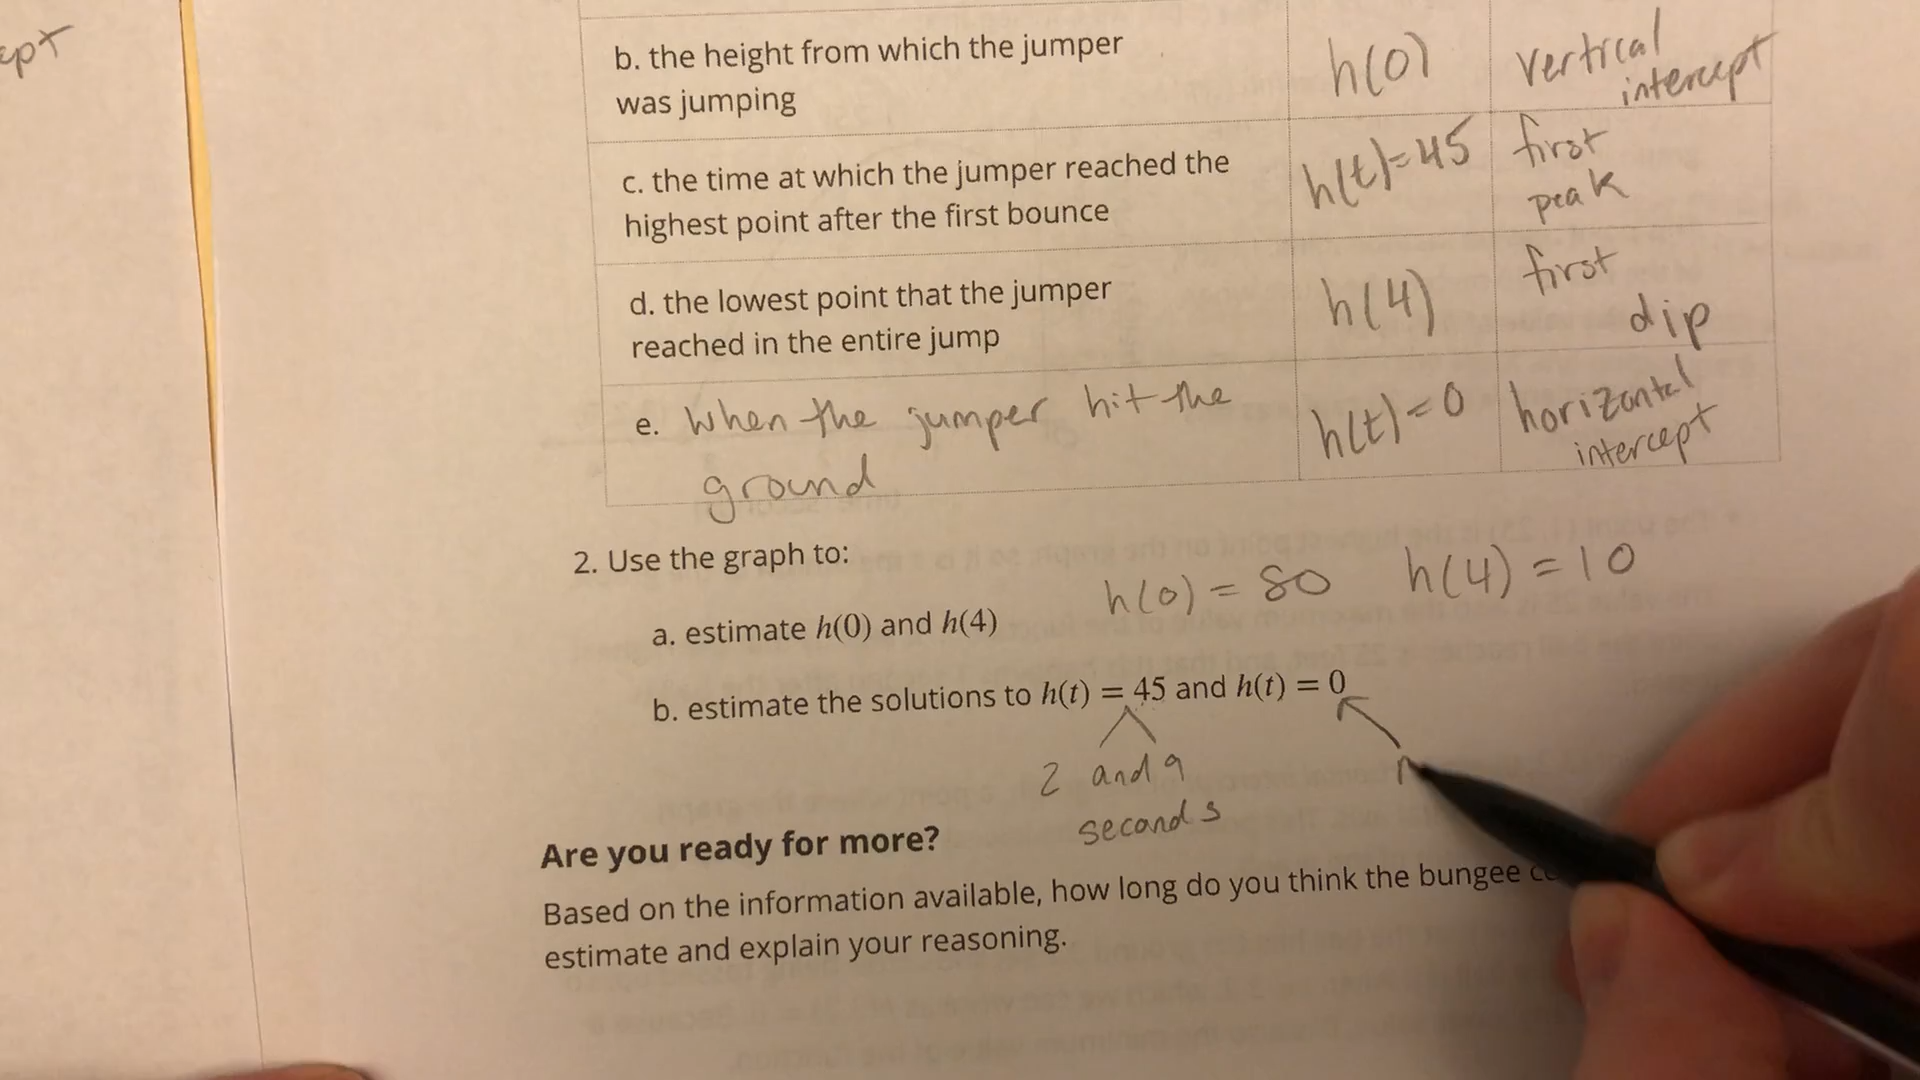 b. the height from which the jumper
was jumping
h(0)
vertical
intercept
c. the time at which the jumper reached the
highest point after the first bounce
h(t)=45
first
peak
d. the lowest point that the jumper
reached in the entire jump
h(4)
first
dip
e. when the jumper hit the
ground
h(t)=0
horizontal
intercept
2. Use the graph to:
a. estimate h(0) and h(4)
h(0) = 80 h(4) = 10
b. estimate the solutions to h(t) = 45 and h(t) = 0
2 and 9
seconds
Are you ready for more?
Based on the information available, how long do you think the bungee
estimate and explain your reasoning.